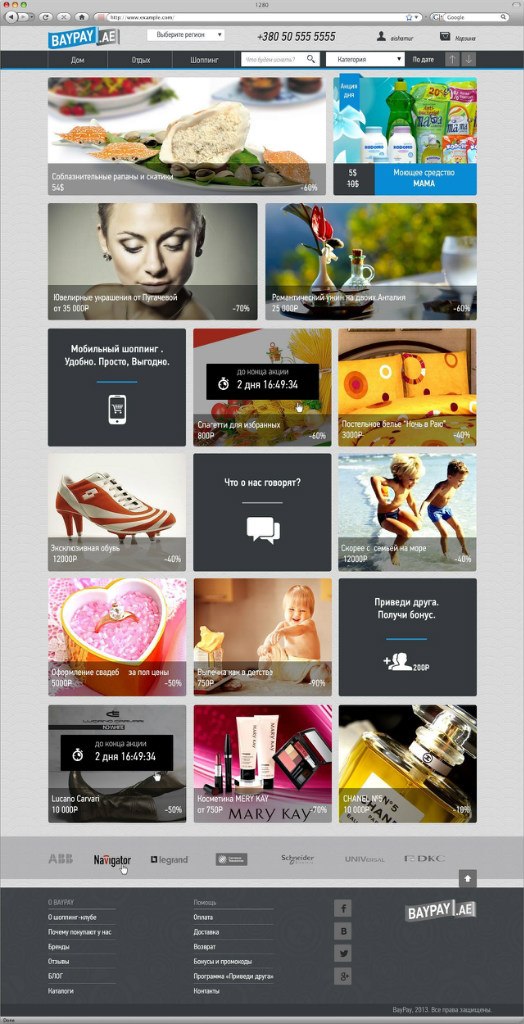 1280
http://www.example.com/
Google
BAYPAY .AE
Выберите регион
+380 50 555 5555
aishamur
Корзина
Дом
Отдых
Шоппинг
Что будем искать?
Категория
По дате
Соблазнительные рапаны и скатики
54$
-60%
Акция
дня
5$
10$
Моющее средство
МАМА
Ювелирные украшения от Пугачевой
от 35 000Р
-70%
Романтический ужин на двоих Анталия
25 000Р
-60%
Мобильный шоппинг .
Удобно. Просто, Выгодно.
до конца акции
2 дня 16:49:34
Спагетти для избранных
800Р
-60%
Постельное белье "Ночь в Раю"
3000Р
-40%
Эксклюзивная обувь
12000Р
-40%
Что о нас говорят?
Скорее с семьей на море
12000Р
-40%
Оформление свадеб за пол цены
5000Р
-50%
Выпечка как в детстве
750Р
-90%
Приведи друга.
Получи бонус.
+ 200Р
LUCIANO CARVARI
до конца акции
2 дня 16:49:34
Lucano Carvari
10 000Р
-50%
MARY KAY
Косметика MERY KAY
от 750Р
-70%
MARY KAY
CHANEL №5
10 000Р
-10%
ABB
Navigator
legrand
Schneider
UNIVERSAL
DKC
О BAYPAY
О шоппинг-клубе
Почему покупают у нас
Бренды
Отзывы
БЛОГ
Каталоги
Помощь
Оплата
Доставка
Возврат
Бонусы и промокоды
Программа «Приведи друга»
Контакты
BAYPAY .AE
BayPay, 2013. Все права защищены.
Done